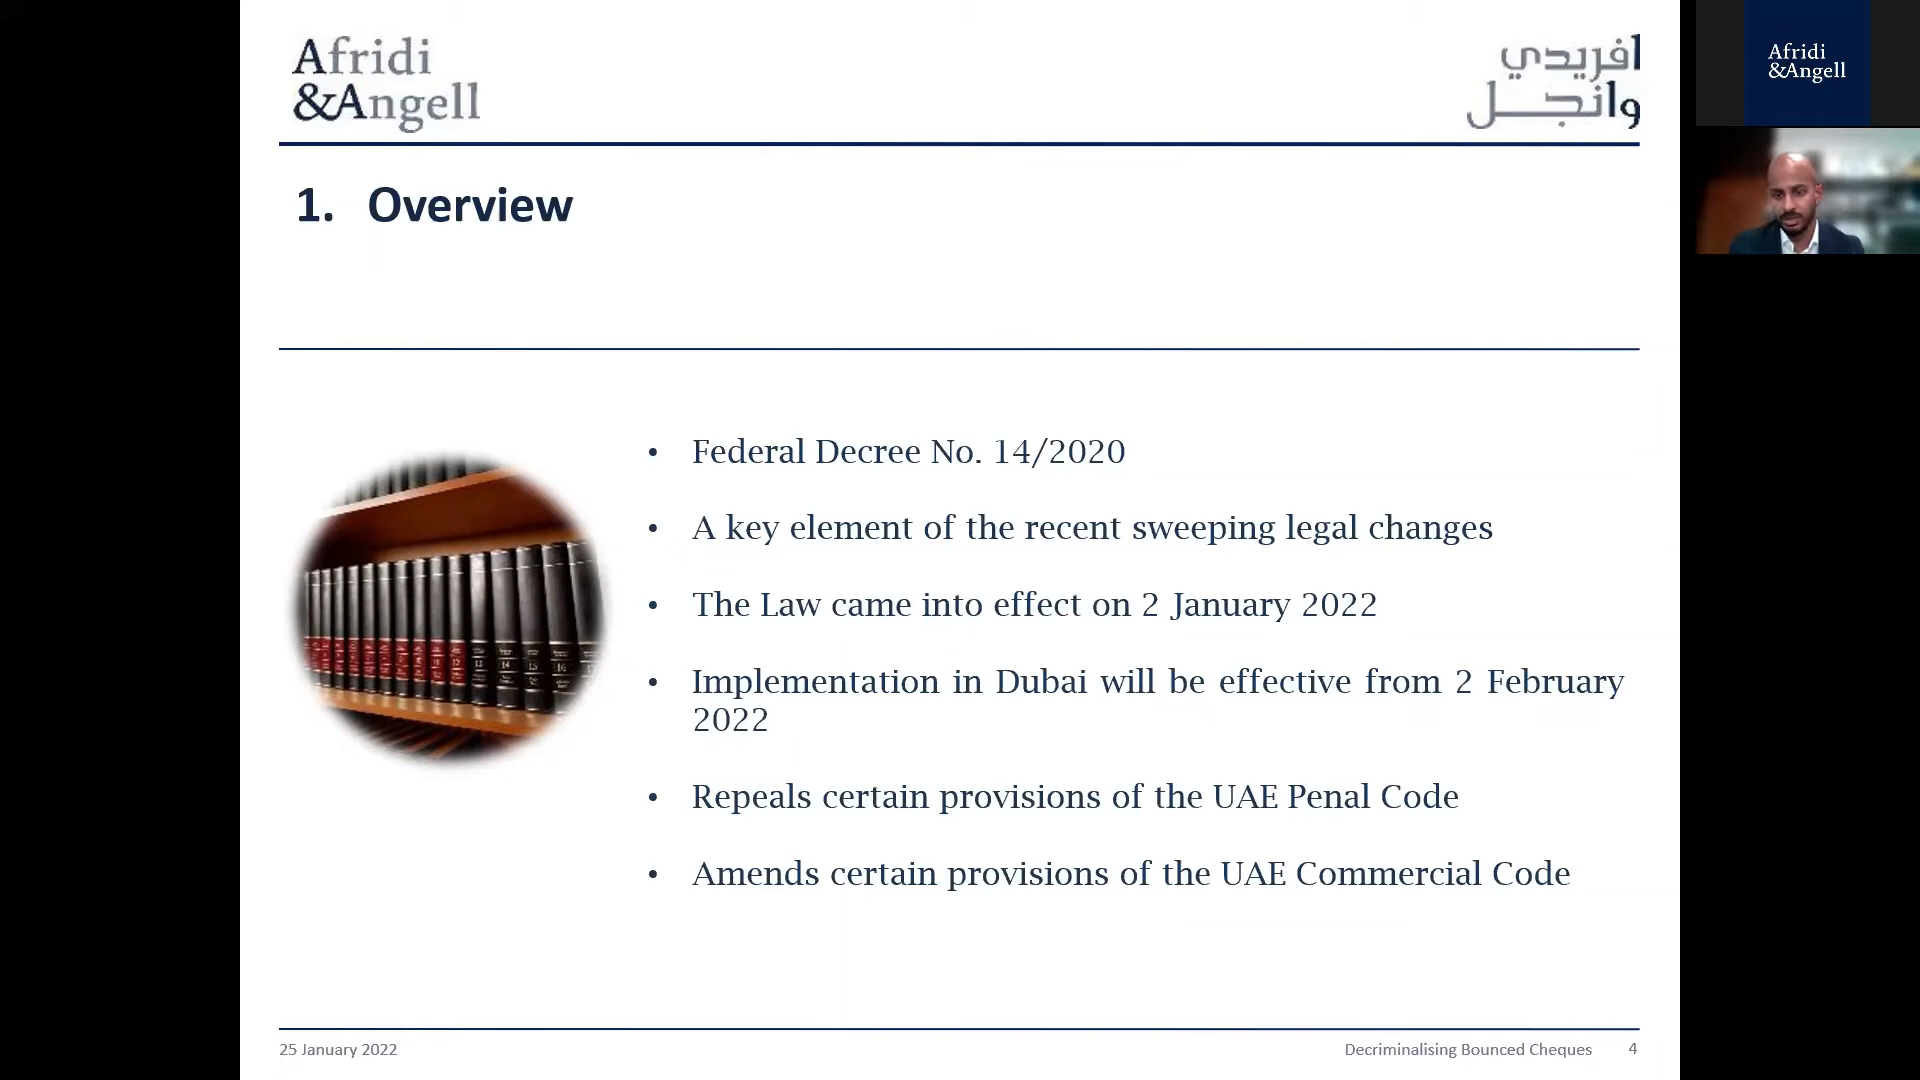 Afridi
&Angell
افريدي
وانجل
Afridi
&Angell
1. Overview
• Federal Decree No. 14/2020
• A key element of the recent sweeping legal changes
• The Law came into effect on 2 January 2022
• Implementation in Dubai will be effective from 2 February
2022
• Repeals certain provisions of the UAE Penal Code
• Amends certain provisions of the UAE Commercial Code
25 January 2022
Decriminalising Bounced Cheques 4